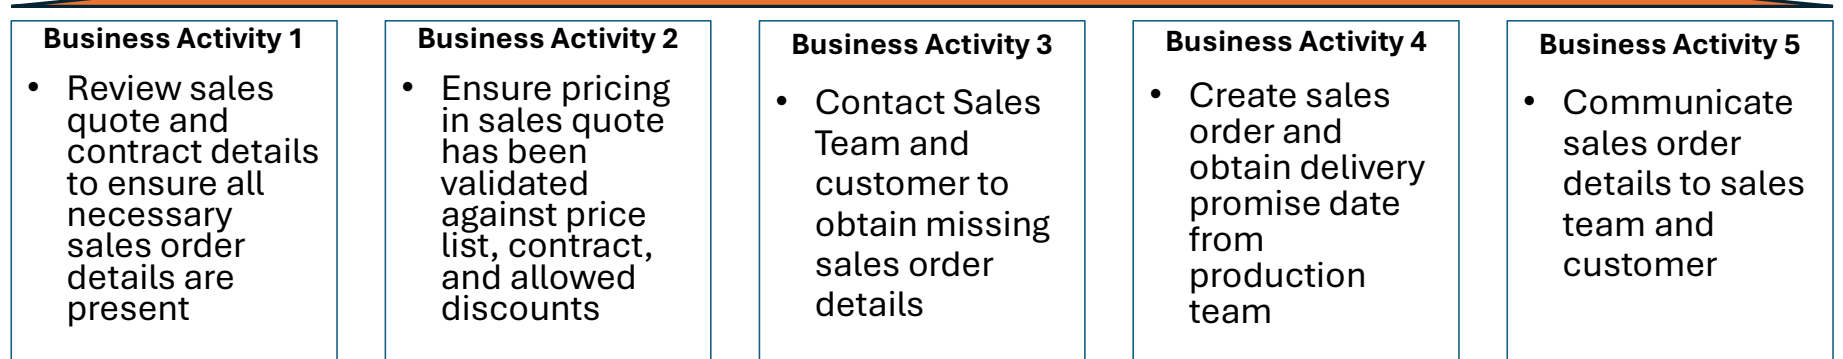 Business Activity 1
• Review sales
quote and
contract details
to ensure all
necessary
sales order
details are
present
Business Activity 2
• Ensure pricing
in sales quote
has been
validated
against price
list, contract,
and allowed
discounts
Business Activity 3
• Contact Sales
Team and
customer to
obtain missing
sales order
details
Business Activity 4
• Create sales
order and
obtain delivery
promise date
from
production
team
Business Activity 5
• Communicate
sales order
details to sales
team and
customer